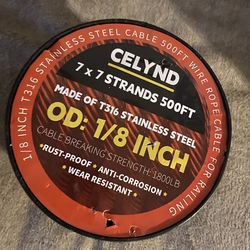 1/8 INCH T316 STAINLESS STEEL CABLE 500FT WIRE ROPE CABLE FOR RAILING
CELYND
7 x 7 STRANDS 500FT
MADE OF T316 STAINLESS STEEL
OD: 1/8 INCH
CABLE BREAKING STRENGTH: 1800LB
•RUST-PROOF • ANTI-CORROSION •
WEAR RESISTANT •